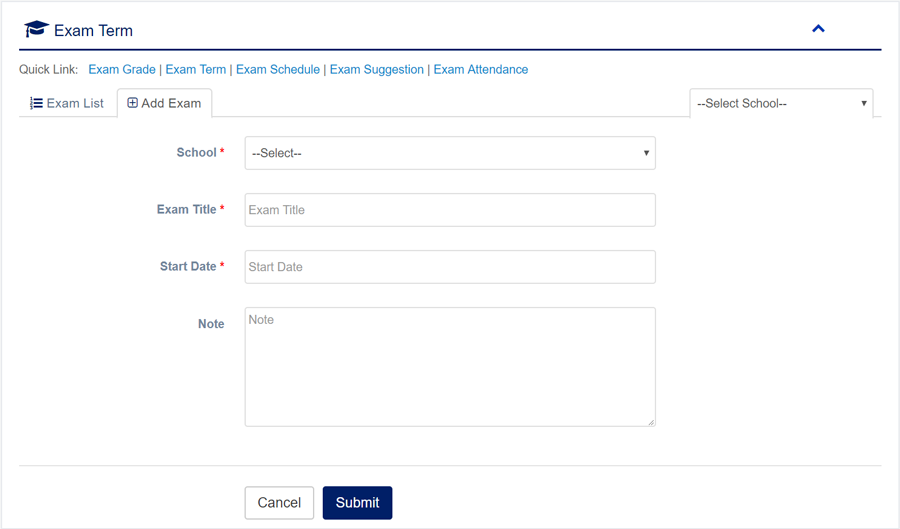 Exam Term
Quick Link: Exam Grade | Exam Term | Exam Schedule | Exam Suggestion | Exam Attendance
Exam List Add Exam --Select School--
School * --Select--
Exam Title * Exam Title
Start Date * Start Date
Note Note
Cancel Submit